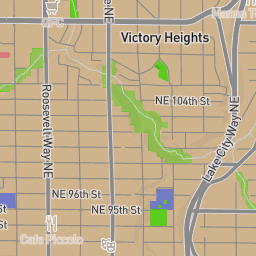 Victory Heights
NE 104th St
Roosevelt Way NE
Lake City Way NE
NE 96th St
NE 95th St
Cafe Piccolo